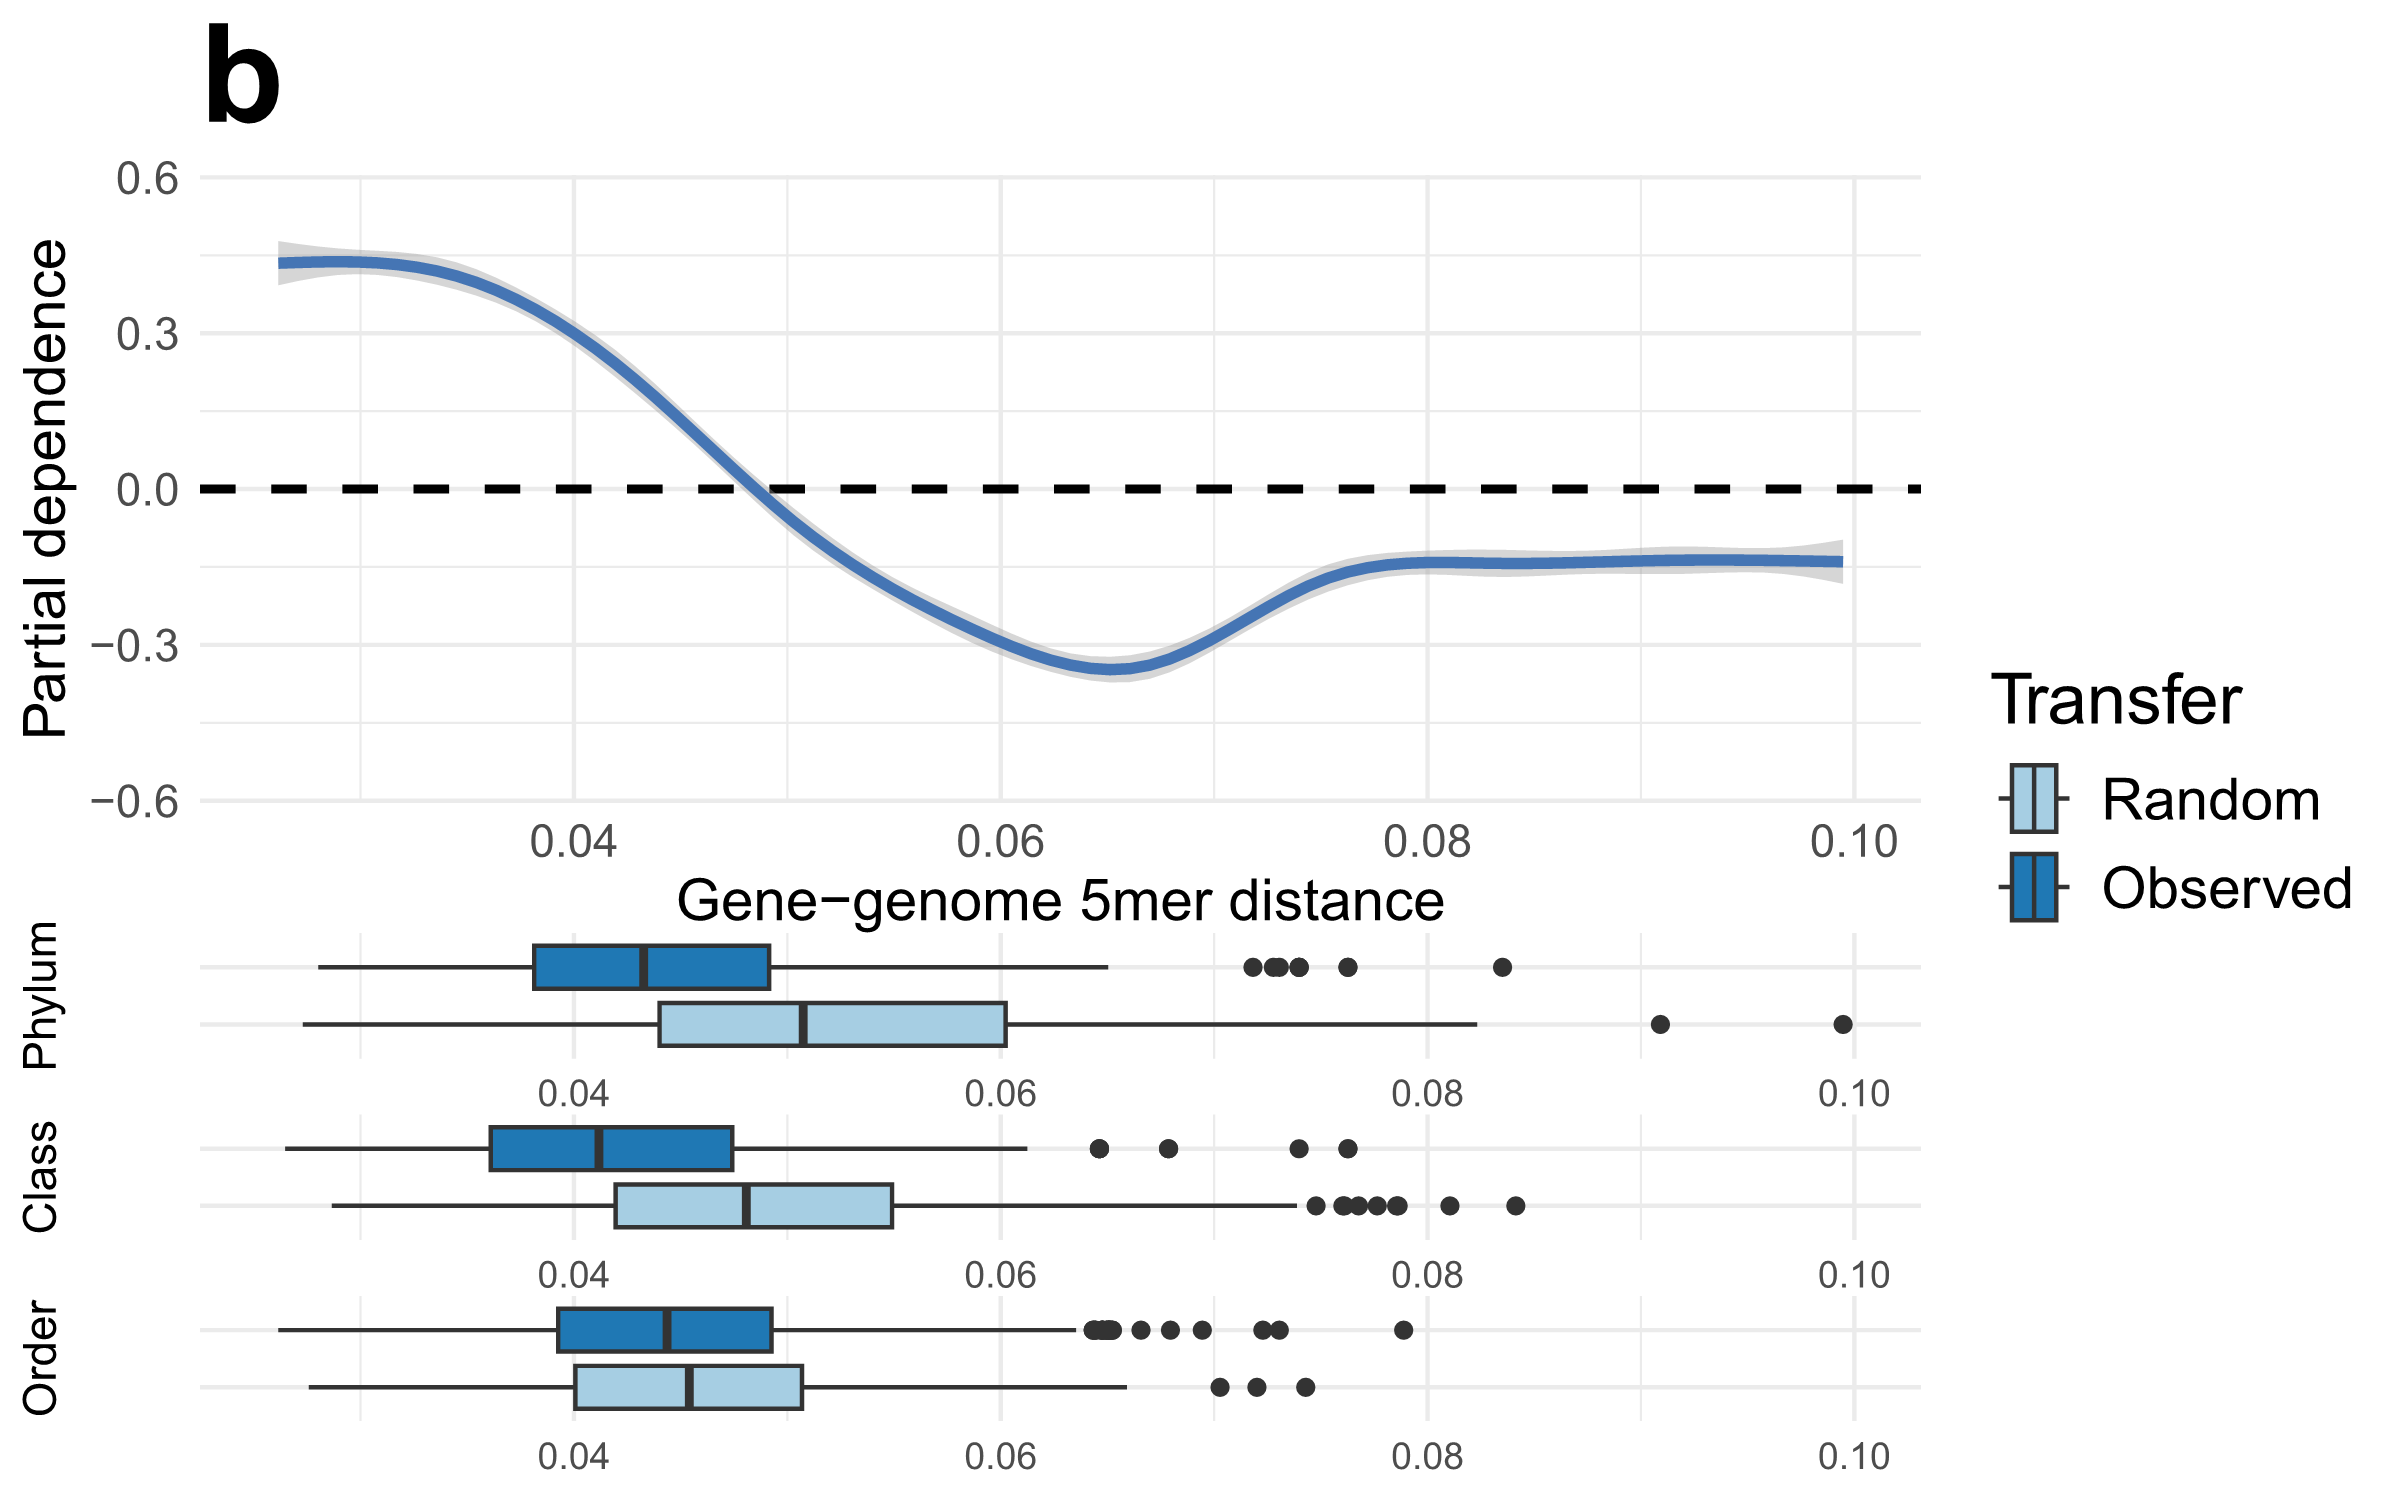 b
Partial dependence
0.6
0.3
0.0
−0.3
−0.6
0.04 0.06 0.08 0.10
Gene−genome 5mer distance
Phylum
0.04 0.06 0.08 0.10
Class
0.04 0.06 0.08 0.10
Order
0.04 0.06 0.08 0.10
Transfer
Random
Observed